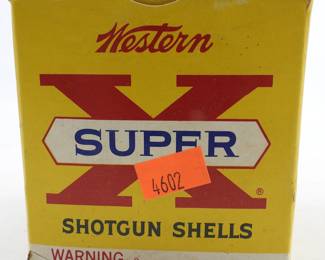 Western
X
SUPER
4602
®
SHOTGUN SHELLS
WARNING